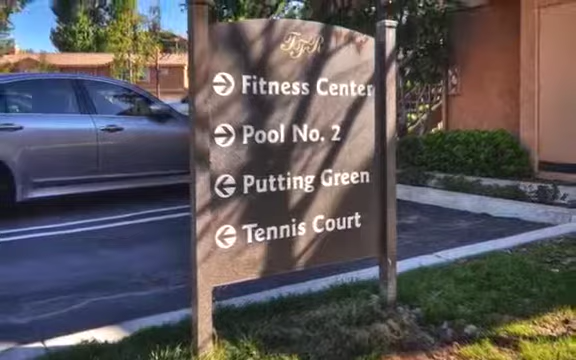 Fitness Center
Pool No. 2
Putting Green
Tennis Court